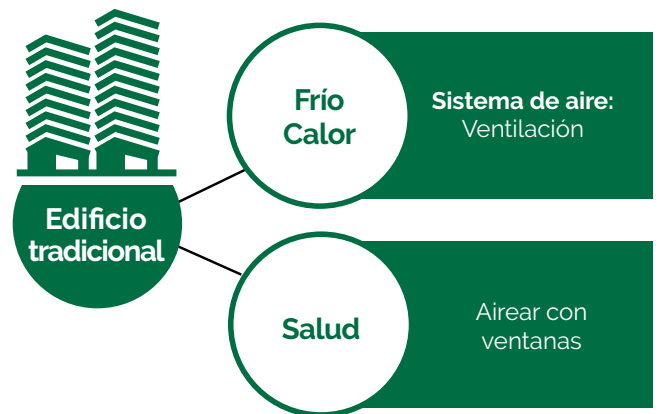 Edificio
tradicional
Frío
Calor
Sistema de aire:
Ventilación
Salud
Airear con
ventanas